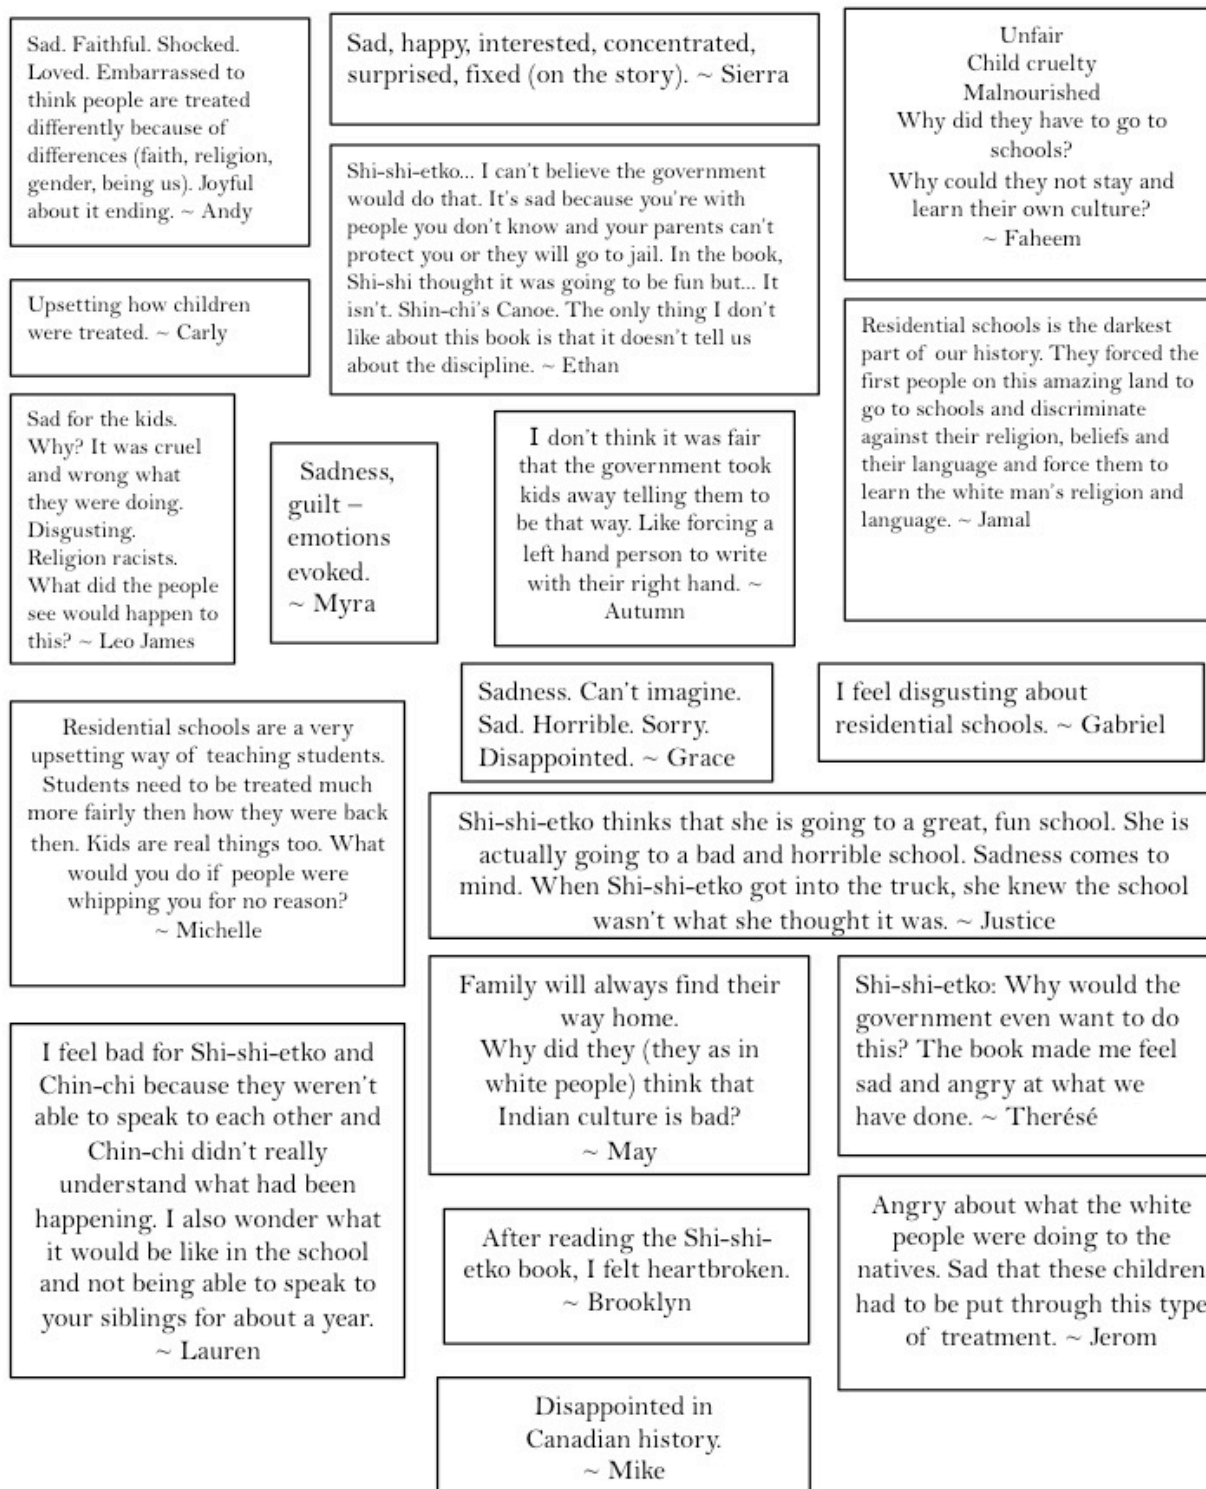 Sad. Faithful. Shocked.
Loved. Embarrassed to
think people are treated
differently because of
differences (faith, religion,
gender, being us). Joyful
about it ending. ~ Andy
Sad, happy, interested, concentrated,
surprised, fixed (on the story). ~ Sierra
Unfair
Child cruelty
Malnourished
Why did they have to go to
schools?
Why could they not stay and
learn their own culture?
~ Faheem
Shi-shi-etko... I can't believe the government
would do that. It's sad because you're with
people you don't know and your parents can't
protect you or they will go to jail. In the book,
Shi-shi thought it was going to be fun but... It
isn't. Shin-chi's Canoe. The only thing I don't
like about this book is that it doesn't tell us
about the discipline. ~ Ethan
Upsetting how children
were treated. ~ Carly
Residential schools is the darkest
part of our history. They forced the
first people on this amazing land to
go to schools and discriminate
against their religion, beliefs and
their language and force them to
learn the white man's religion and
language. ~ Jamal
Sad for the kids.
Why? It was cruel
and wrong what
they were doing.
Disgusting.
Religion racists.
What did the people
see would happen to
this? ~ Leo James
Sadness,
guilt –
emotions
evoked.
~ Myra
I don't think it was fair
that the government took
kids away telling them to
be that way. Like forcing a
left hand person to write
with their right hand. ~
Autumn
Sadness. Can't imagine.
Sad. Horrible. Sorry.
Disappointed. ~ Grace
I feel disgusting about
residential schools. ~ Gabriel
Residential schools are a very
upsetting way of teaching students.
Students need to be treated much
more fairly then how they were back
then. Kids are real things too. What
would you do if people were
whipping you for no reason?
~ Michelle
Shi-shi-etko thinks that she is going to a great, fun school. She is
actually going to a bad and horrible school. Sadness comes to
mind. When Shi-shi-etko got into the truck, she knew the school
wasn't what she thought it was. ~ Justice
Family will always find their
way home.
Why did they (they as in
white people) think that
Indian culture is bad?
~ May
Shi-shi-etko: Why would the
government even want to do
this? The book made me feel
sad and angry at what we
have done. ~ Therésé
I feel bad for Shi-shi-etko and
Chin-chi because they weren't
able to speak to each other and
Chin-chi didn't really
understand what had been
happening. I also wonder what
it would be like in the school
and not being able to speak to
your siblings for about a year.
~ Lauren
After reading the Shi-shi-
etko book, I felt heartbroken.
~ Brooklyn
Angry about what the white
people were doing to the
natives. Sad that these children
had to be put through this type
of treatment. ~ Jerom
Disappointed in
Canadian history.
~ Mike